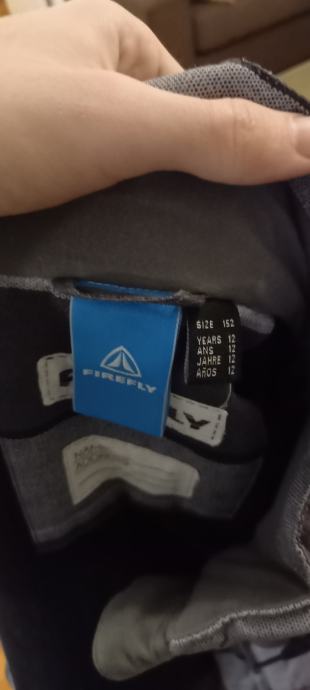 FIREFLY
SIZE 152
YEARS 12
ANS 12
JAHRE 12
AÑOS 12